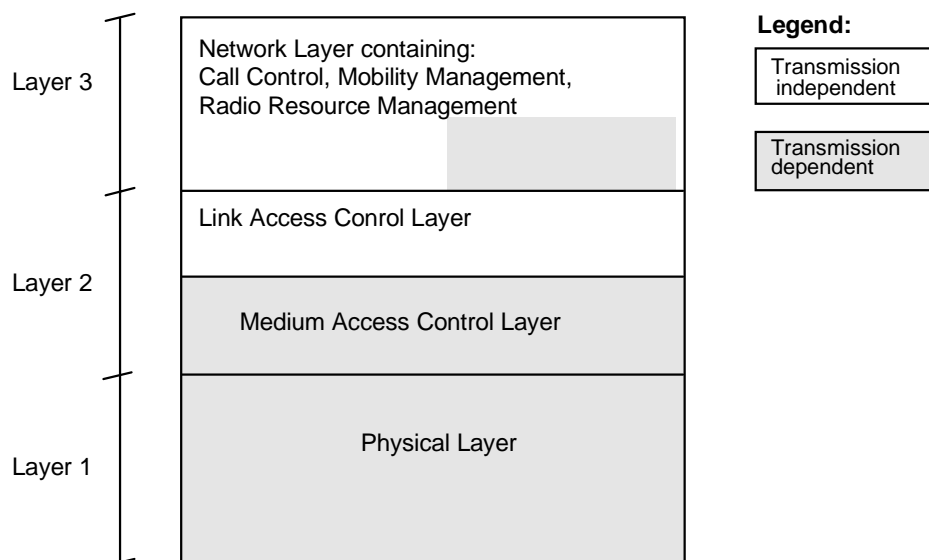 Legend:
Layer 3
Network Layer containing:
Call Control, Mobility Management,
Radio Resource Management
Transmission
independent
Transmission
dependent
Link Access Conrol Layer
Layer 2
Medium Access Control Layer
Physical Layer
Layer 1